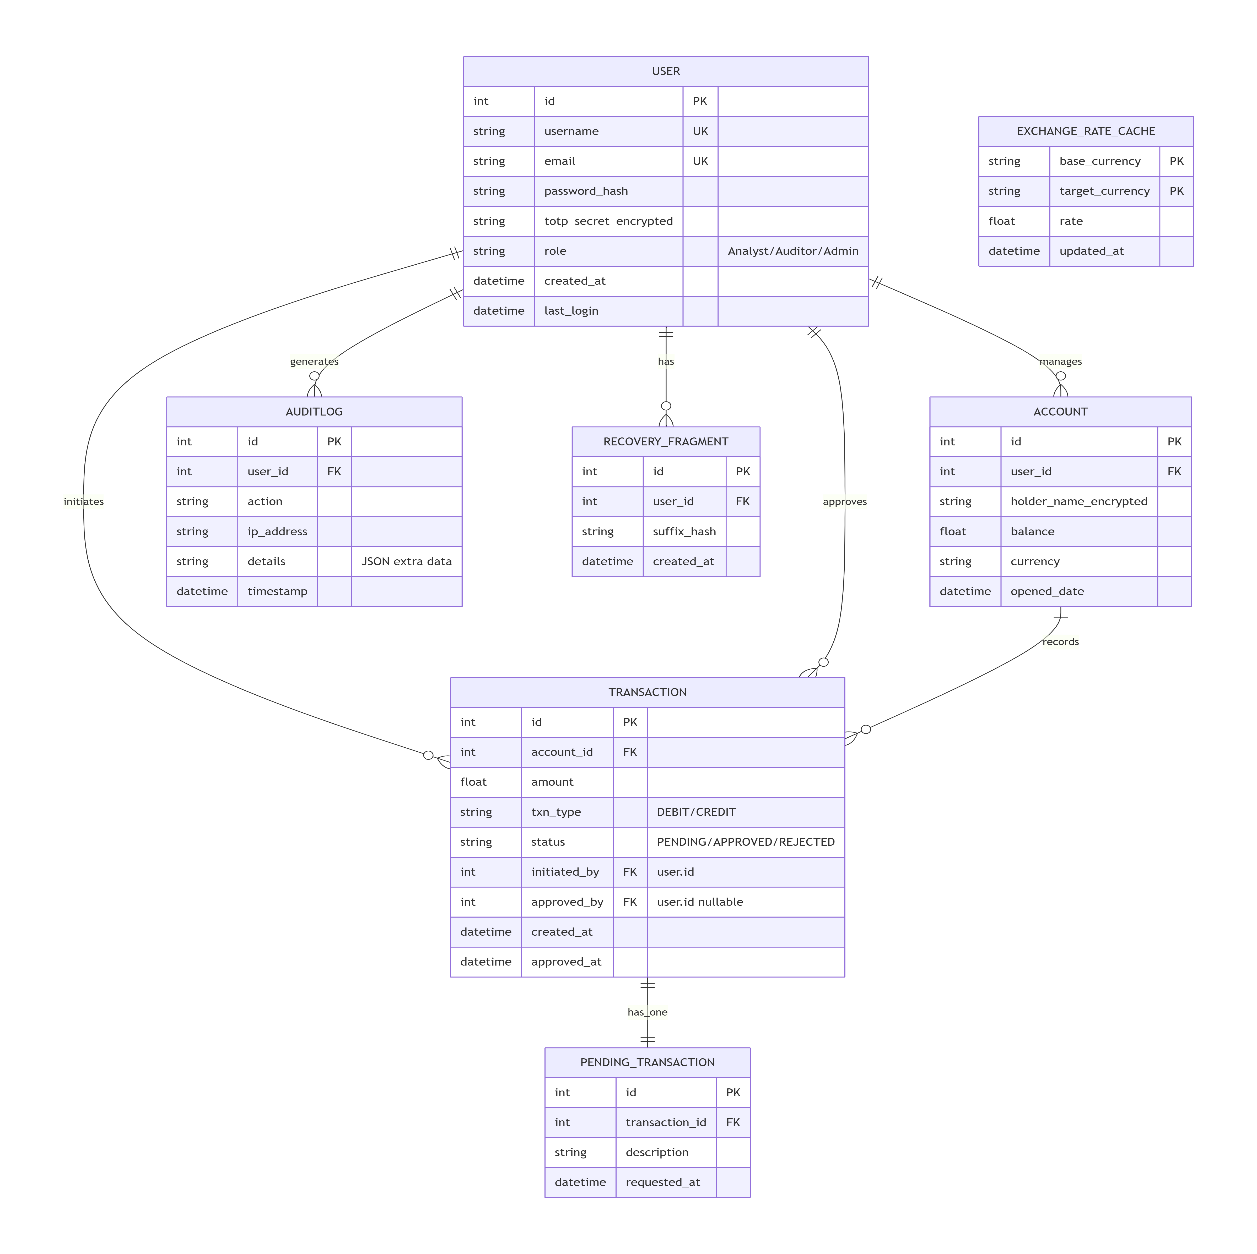 USER
int id PK
string username UK
string email UK
string password_hash
string totp_secret_encrypted
string role Analyst/Auditor/Admin
datetime created_at
datetime last_login
EXCHANGE_RATE_CACHE
string base_currency PK
string target_currency PK
float rate
datetime updated_at
generates
has
manages
AUDITLOG
int id PK
int user_id FK
string action
string ip_address
string details JSON extra data
datetime timestamp
RECOVERY_FRAGMENT
int id PK
int user_id FK
string suffix_hash
datetime created_at
ACCOUNT
int id PK
int user_id FK
string holder_name_encrypted
float balance
string currency
datetime opened_date
initiates
approves
records
TRANSACTION
int id PK
int account_id FK
float amount
string txn_type DEBIT/CREDIT
string status PENDING/APPROVED/REJECTED
int initiated_by FK user.id
int approved_by FK user.id nullable
datetime created_at
datetime approved_at
has_one
PENDING_TRANSACTION
int id PK
int transaction_id FK
string description
datetime requested_at